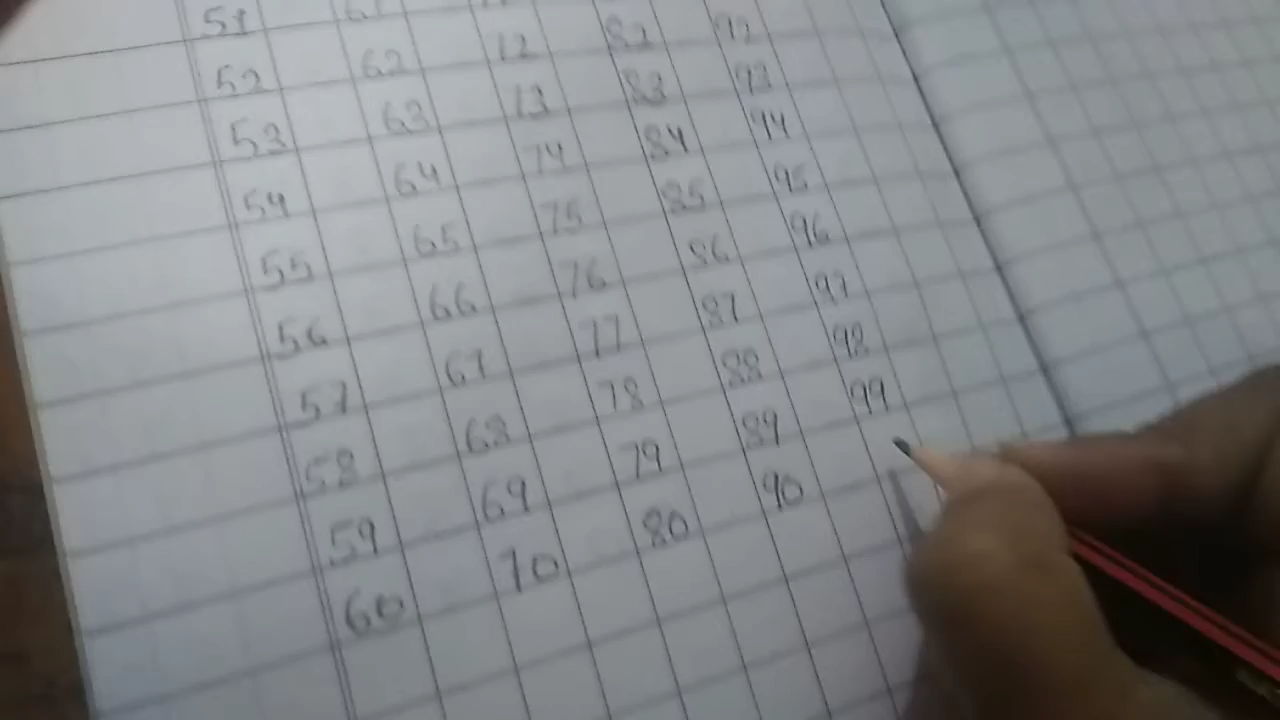 51
52 62 72 82 92
53 63 73 83 93
54 64 74 84 94
55 65 75 85 95
56 66 76 86 96
57 67 77 87 97
58 68 78 88 98
59 69 79 89 99
60 70 80 90